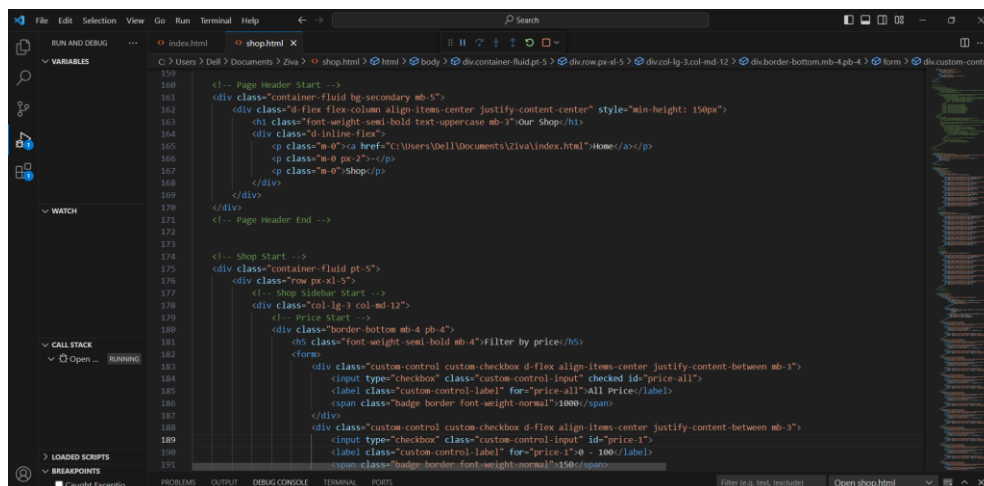 File Edit Selection View Go Run Terminal Help
Search
RUN AND DEBUG ...
index.html
shop.html
VARIABLES
C: > Users > Dell > Documents > Ziva > shop.html > html > body > div.container-fluid.pt-5 > div.row.px-xl-5 > div.col-lg-3.col-md-12 > div.border-bottom.mb-4.pb-4 > form > div.custom-cont
159
160 <!-- Page Header Start -->
161 <div class="container-fluid bg-secondary mb-5">
162 <div class="d-flex flex-column align-items-center justify-content-center" style="min-height: 150px">
163 <h1 class="font-weight-semi-bold text-uppercase mb-3">Our Shop</h1>
164 <div class="d-inline-flex">
165 <p class="m-0"><a href="C:\Users\Dell\Documents\Ziva\index.html">Home</a></p>
166 <p class="m-0 px-2">-</p>
167 <p class="m-0">Shop</p>
168 </div>
169 </div>
170 </div>
171 <!-- Page Header End -->
172
173
174 <!-- Shop Start -->
175 <div class="container-fluid pt-5">
176 <div class="row px-xl-5">
177 <!-- Shop Sidebar Start -->
178 <div class="col-lg-3 col-md-12">
179 <!-- Price Start -->
180 <div class="border-bottom mb-4 pb-4">
181 <h5 class="font-weight-semi-bold mb-4">Filter by price</h5>
182 <form>
183 <div class="custom-control custom-checkbox d-flex align-items-center justify-content-between mb-3">
184 <input type="checkbox" class="custom-control-input" checked id="price-all">
185 <label class="custom-control-label" for="price-all">All Price</label>
186 <span class="badge border font-weight-normal">1000</span>
187 </div>
188 <div class="custom-control custom-checkbox d-flex align-items-center justify-content-between mb-3">
189 <input type="checkbox" class="custom-control-input" id="price-1">
190 <label class="custom-control-label" for="price-1">0 - 100</label>
191 <span class="badge border font-weight-normal">150</span>
WATCH
CALL STACK
Open ... RUNNING
LOADED SCRIPTS
BREAKPOINTS
Caught Exceptio
1
1
PROBLEMS OUTPUT DEBUG CONSOLE TERMINAL PORTS
Filter (e.g. text, !exclude)
Open shop.html